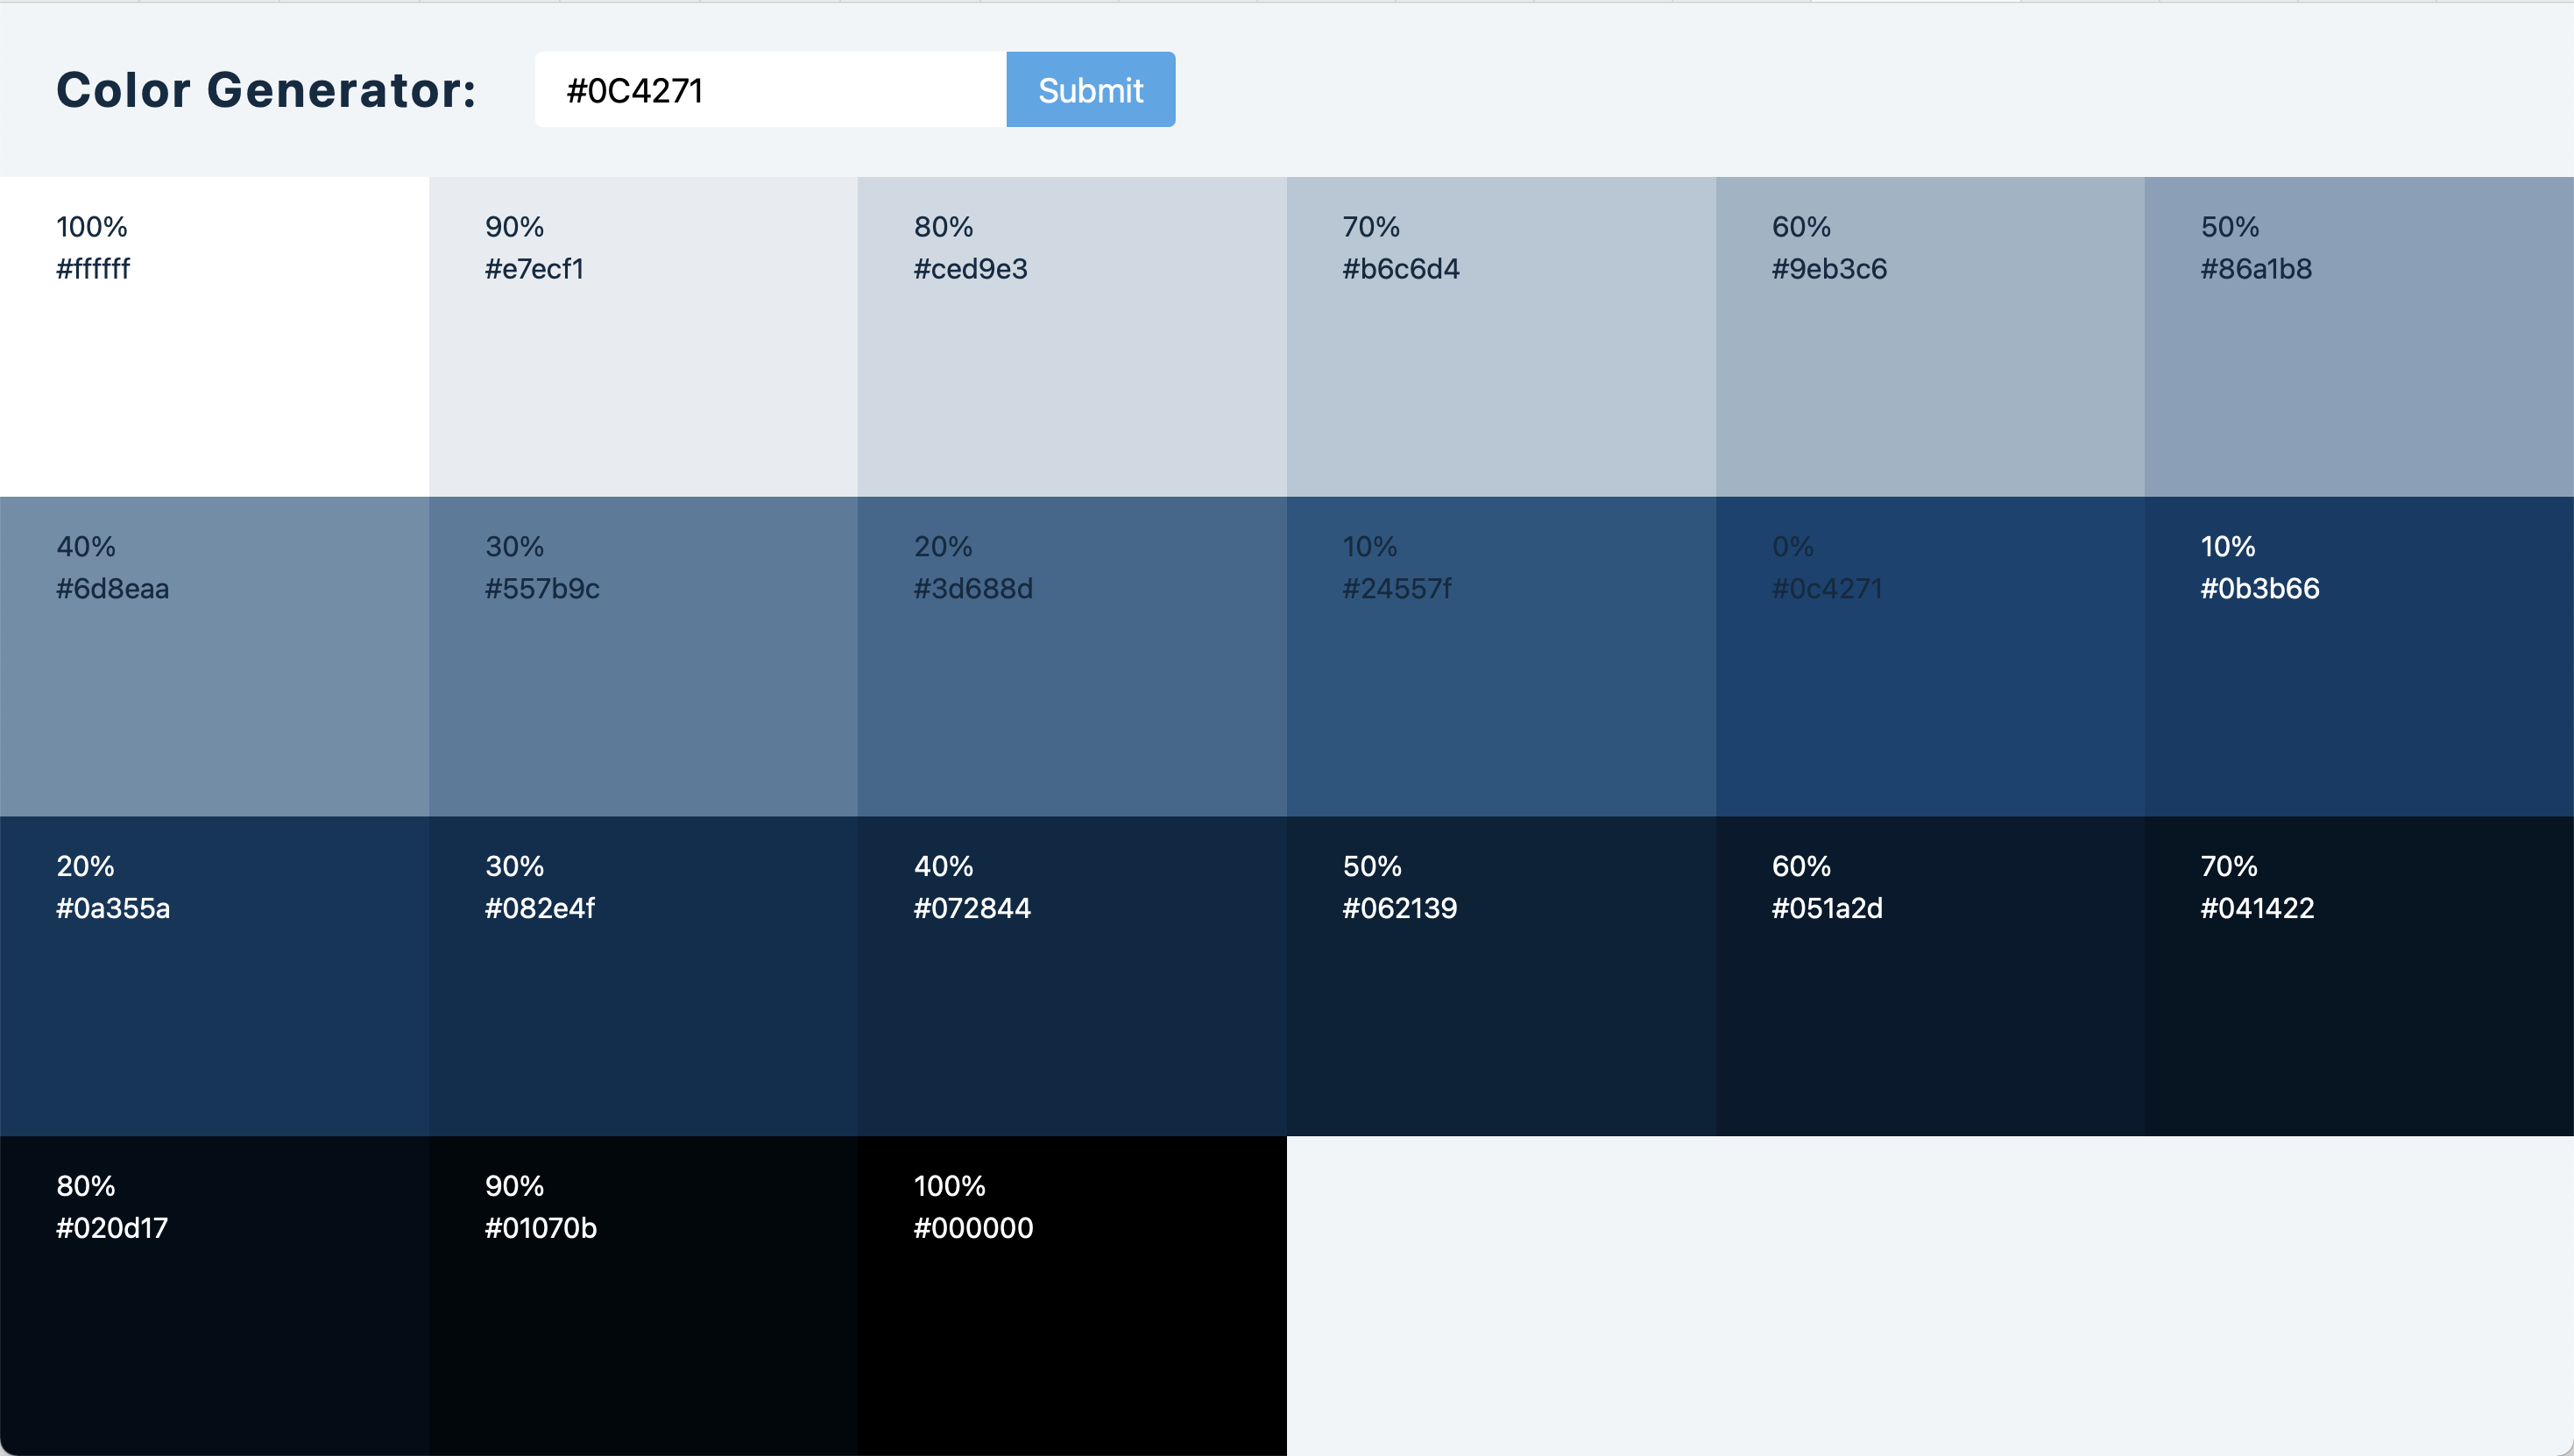 Color Generator:
#0C4271
Submit
100%
#ffffff
90%
#e7ecf1
80%
#ced9e3
70%
#b6c6d4
60%
#9eb3c6
50%
#86a1b8
40%
#6d8eaa
30%
#557b9c
20%
#3d688d
10%
#24557f
0%
#0c4271
10%
#0b3b66
20%
#0a355a
30%
#082e4f
40%
#072844
50%
#062139
60%
#051a2d
70%
#041422
80%
#020d17
90%
#01070b
100%
#000000